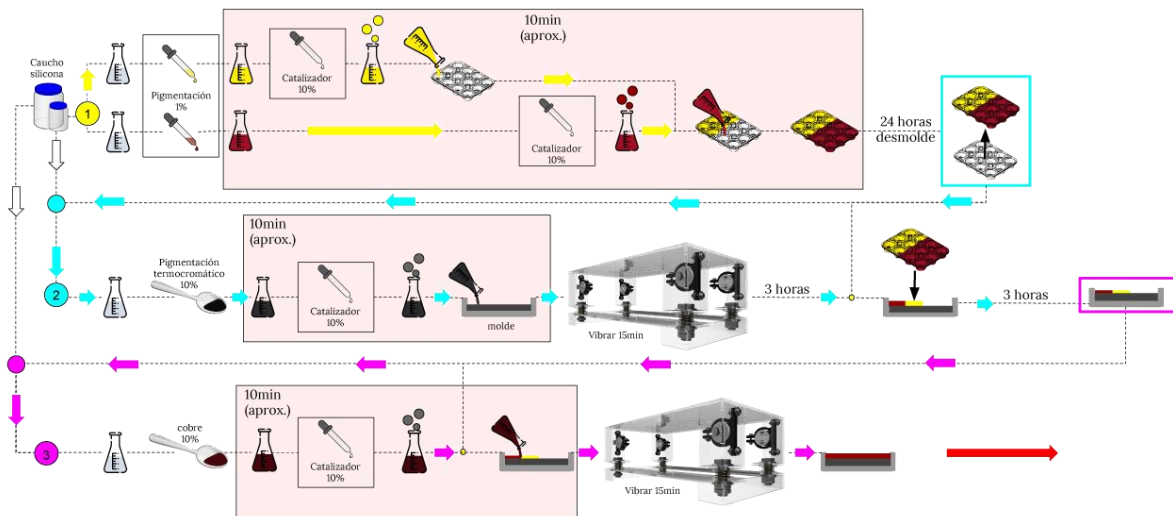 10min
(aprox.)
Caucho
silicona
1
Pigmentación
1%
Catalizador
10%
Catalizador
10%
24 horas
desmolde
10min
(aprox.)
2
Pigmentación
termocromático
10%
Catalizador
10%
molde
Vibrar 15min
3 horas
3 horas
10min
(aprox.)
3
cobre
10%
Catalizador
10%
Vibrar 15min